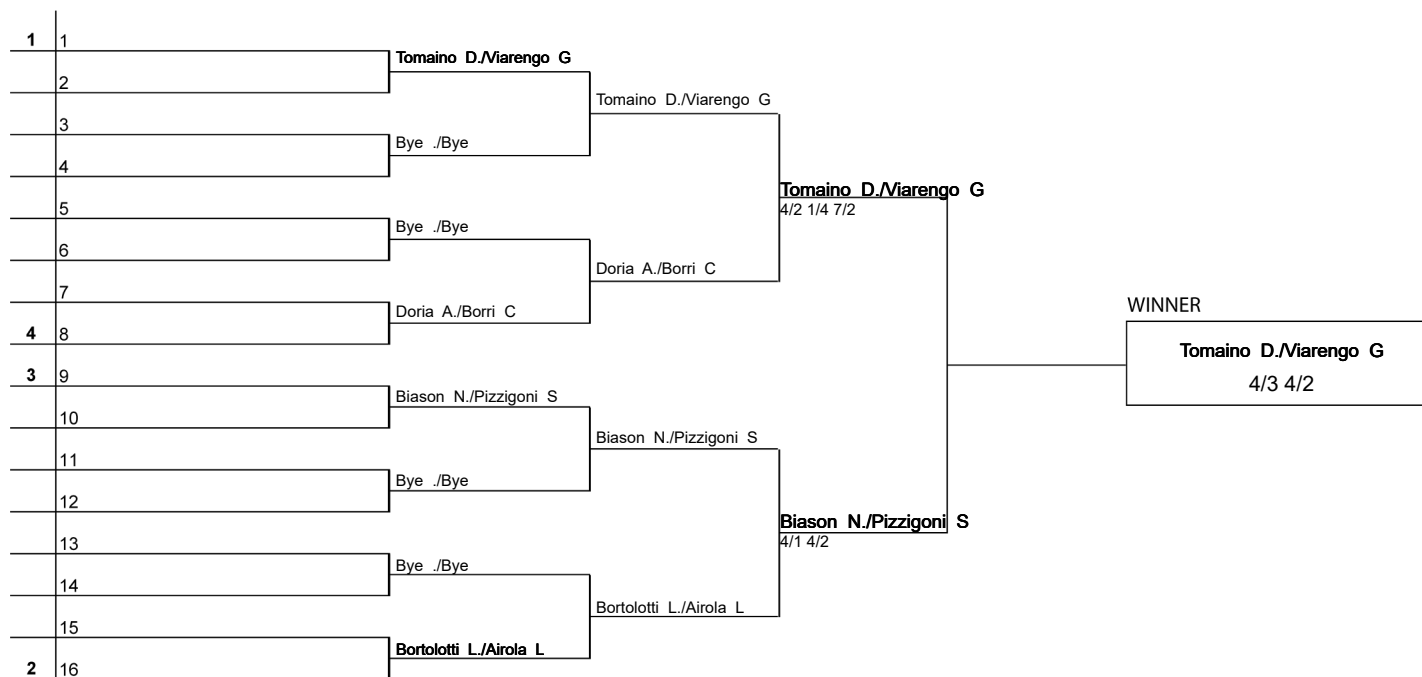 1 1
Tomaino D./Viarengo G
2
Tomaino D./Viarengo G
3
Bye ./Bye
4
Tomaino D./Viarengo G
4/2 1/4 7/2
5
Bye ./Bye
6
Doria A./Borri C
7
Doria A./Borri C
4 8
WINNER
Tomaino D./Viarengo G
4/3 4/2
3 9
Biason N./Pizzigoni S
10
Biason N./Pizzigoni S
11
Bye ./Bye
12
Biason N./Pizzigoni S
4/1 4/2
13
Bye ./Bye
14
Bortolotti L./Airola L
15
Bortolotti L./Airola L
2 16